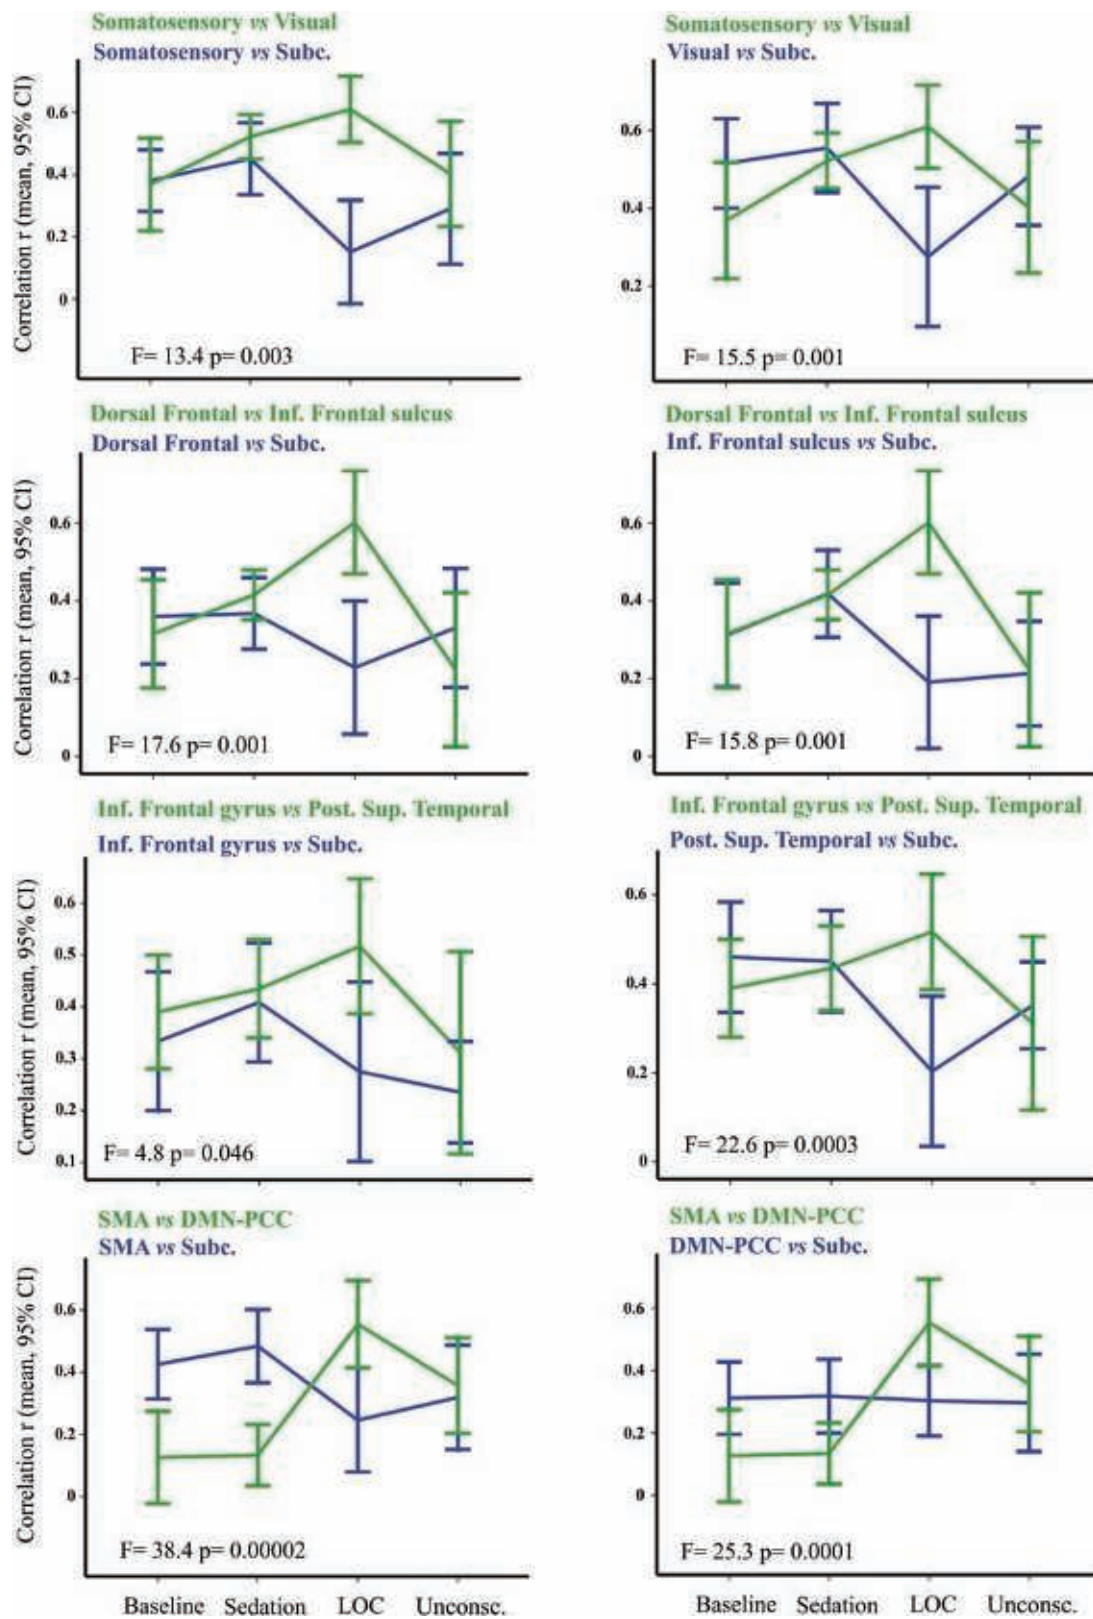 Somatosensory vs Visual
Somatosensory vs Subc.
Correlation r (mean, 95% CI)
0.6
0.4
0.2
0
F= 13.4 p= 0.003
Somatosensory vs Visual
Visual vs Subc.
0.6
0.4
0.2
F= 15.5 p= 0.001
Dorsal Frontal vs Inf. Frontal sulcus
Dorsal Frontal vs Subc.
Correlation r (mean, 95% CI)
0.6
0.4
0.2
0
F= 17.6 p= 0.001
Dorsal Frontal vs Inf. Frontal sulcus
Inf. Frontal sulcus vs Subc.
0.6
0.4
0.2
0
F= 15.8 p= 0.001
Inf. Frontal gyrus vs Post. Sup. Temporal
Inf. Frontal gyrus vs Subc.
Correlation r (mean, 95% CI)
0.6
0.5
0.4
0.3
0.2
0.1
F= 4.8 p= 0.046
Inf. Frontal gyrus vs Post. Sup. Temporal
Post. Sup. Temporal vs Subc.
0.6
0.4
0.2
0
F= 22.6 p= 0.0003
SMA vs DMN-PCC
SMA vs Subc.
Correlation r (mean, 95% CI)
0.6
0.4
0.2
0
F= 38.4 p= 0.00002
Baseline Sedation LOC Unconsc.
SMA vs DMN-PCC
DMN-PCC vs Subc.
0.6
0.4
0.2
0
F= 25.3 p= 0.0001
Baseline Sedation LOC Unconsc.